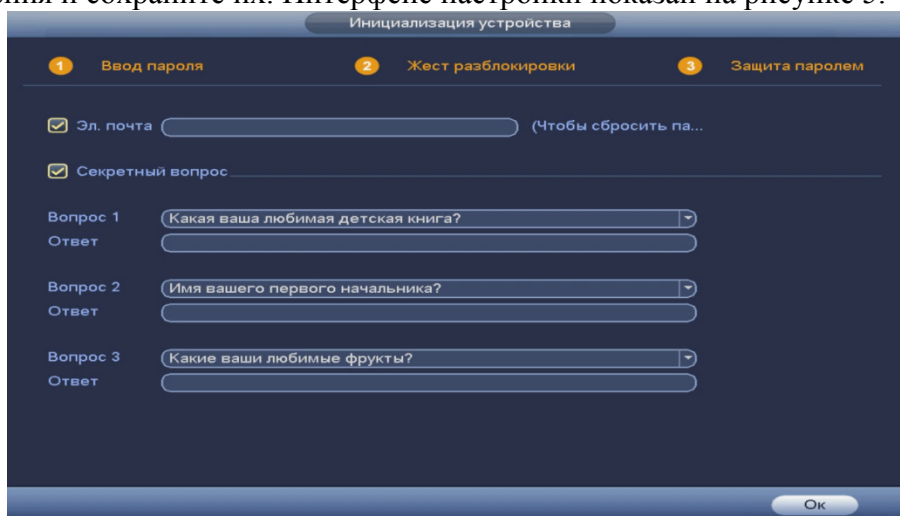 сохраните их. Интерфейс настройки показан на рисунке
Инициализация устройства
1 Ввод пароля 2 Жест разблокировки 3 Защита паролем
Эл. почта (Чтобы сбросить па...
Секретный вопрос
Вопрос 1 Какая ваша любимая детская книга?
Ответ
Вопрос 2 Имя вашего первого начальника?
Ответ
Вопрос 3 Какие ваши любимые фрукты?
Ответ
Ок